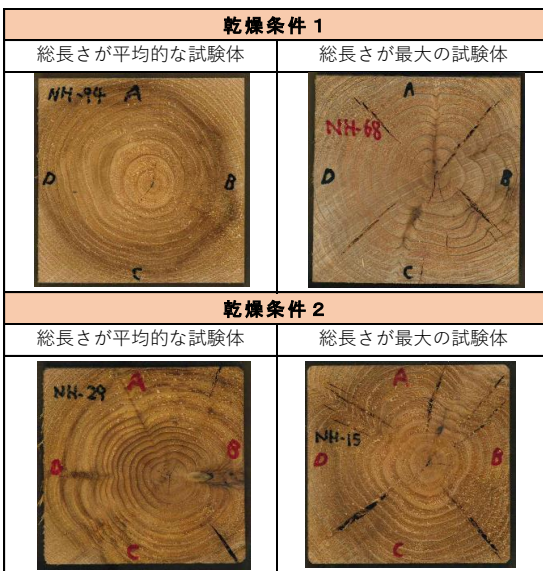 乾燥条件1
総長さが平均的な試験体
総長さが最大の試験体
NH-94
A
D
B
C
NH-68
A
D
B
C
乾燥条件2
総長さが平均的な試験体
総長さが最大の試験体
NH-29
A
D
B
C
NH-15
A
D
B
C